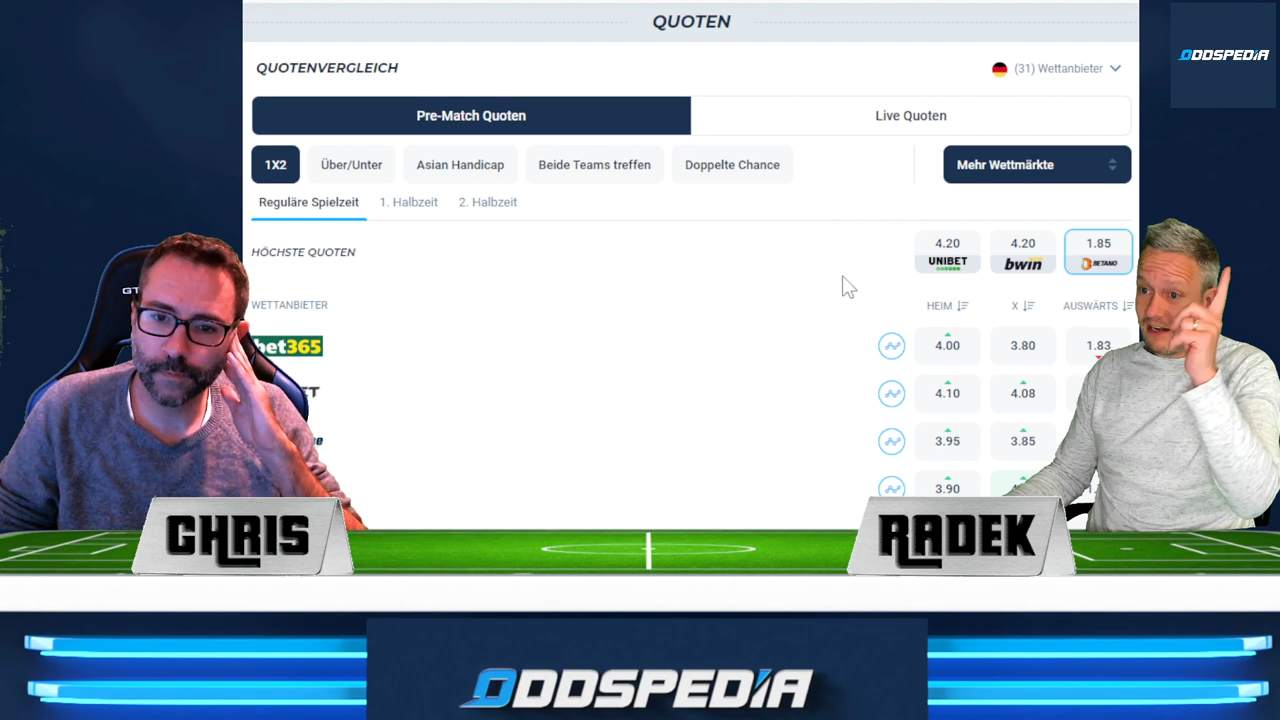 QUOTEN
ODDSPEDIA
QUOTENVERGLEICH
(31) Wettanbieter
Pre-Match Quoten
Live Quoten
1X2
Über/Unter
Asian Handicap
Beide Teams treffen
Doppelte Chance
Mehr Wettmärkte
Reguläre Spielzeit
1. Halbzeit
2. Halbzeit
HÖCHSTE QUOTEN
4.20
UNIBET
4.20
bwin
1.85
BETANO
WETTANBIETER
HEIM
X
AUSWÄRTS
bet365
4.00
3.80
1.83
4.10
4.08
3.95
3.85
3.90
CHRIS
RADEK
ODDSPEDIA